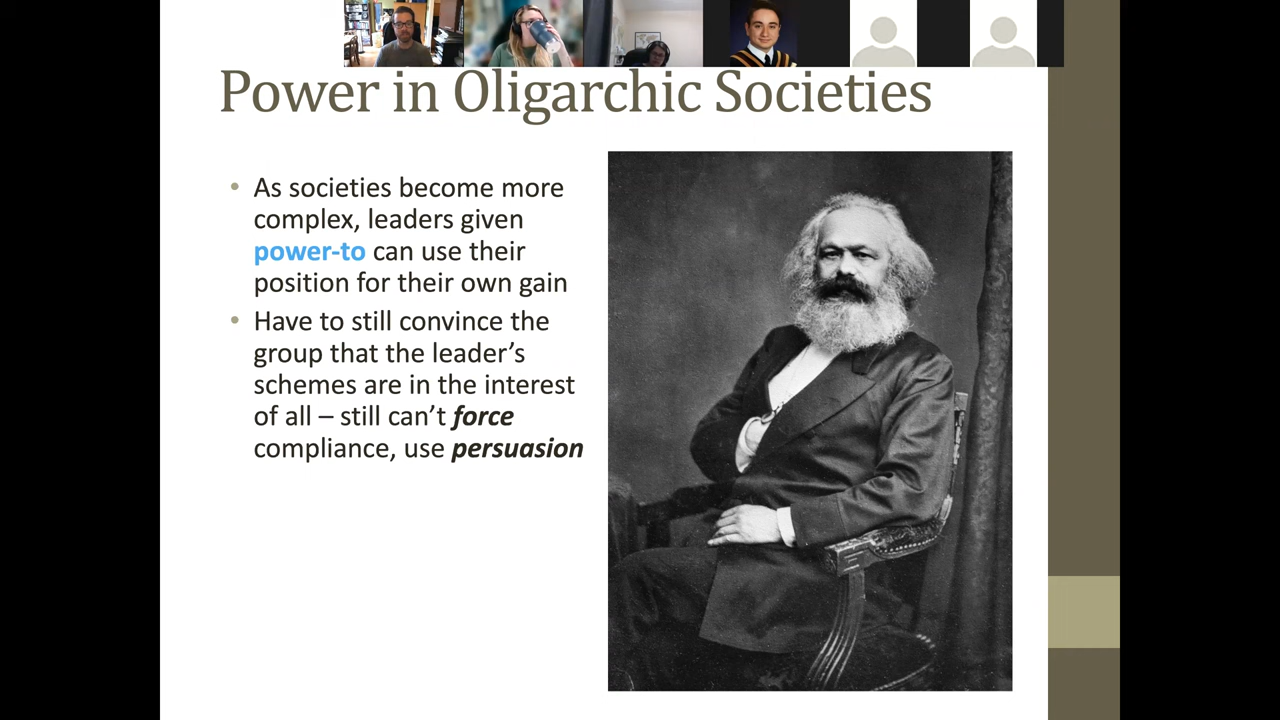 Power in Oligarchic Societies
• As societies become more
complex, leaders given
power-to can use their
position for their own gain
• Have to still convince the
group that the leader’s
schemes are in the interest
of all – still can’t force
compliance, use persuasion